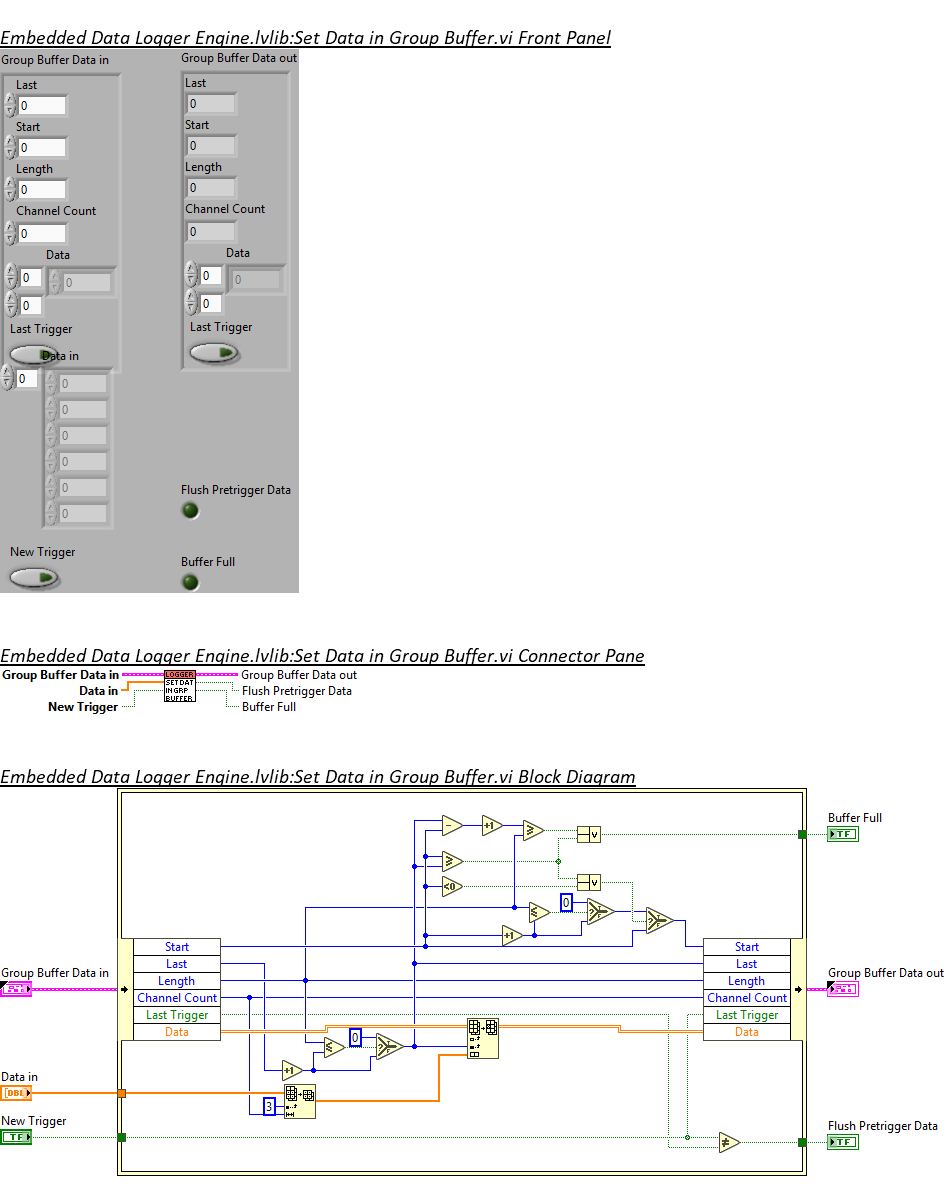 Embedded Data Logger Engine.lvlib:Set Data in Group Buffer.vi Front Panel
Group Buffer Data in
Group Buffer Data out
Last
Last
0
0
Start
Start
0
0
Length
Length
0
0
Channel Count
Channel Count
0
0
Data
Data
0
0
0
0
0
0
Last Trigger
Last Trigger
Data in
0
0
0
0
0
0
0
Flush Pretrigger Data
New Trigger
Buffer Full
Embedded Data Logger Engine.lvlib:Set Data in Group Buffer.vi Connector Pane
Group Buffer Data in
LOGGER
Group Buffer Data out
Data in
SET DAT
Flush Pretrigger Data
IN GRP
New Trigger
BUFFER
Buffer Full
Embedded Data Logger Engine.lvlib:Set Data in Group Buffer.vi Block Diagram
Buffer Full
- +1 ≥ V
TF
≥
<0 V
0
≤ ? T F
? T F
+1
Start
Start
Last
Last
Group Buffer Data in
Group Buffer Data out
Length
Length
Channel Count
Channel Count
Last Trigger
Last Trigger
Data
Data
0
≤ ? T F
+1
Data in
DBL
3
New Trigger
TF
Flush Pretrigger Data
≠
TF